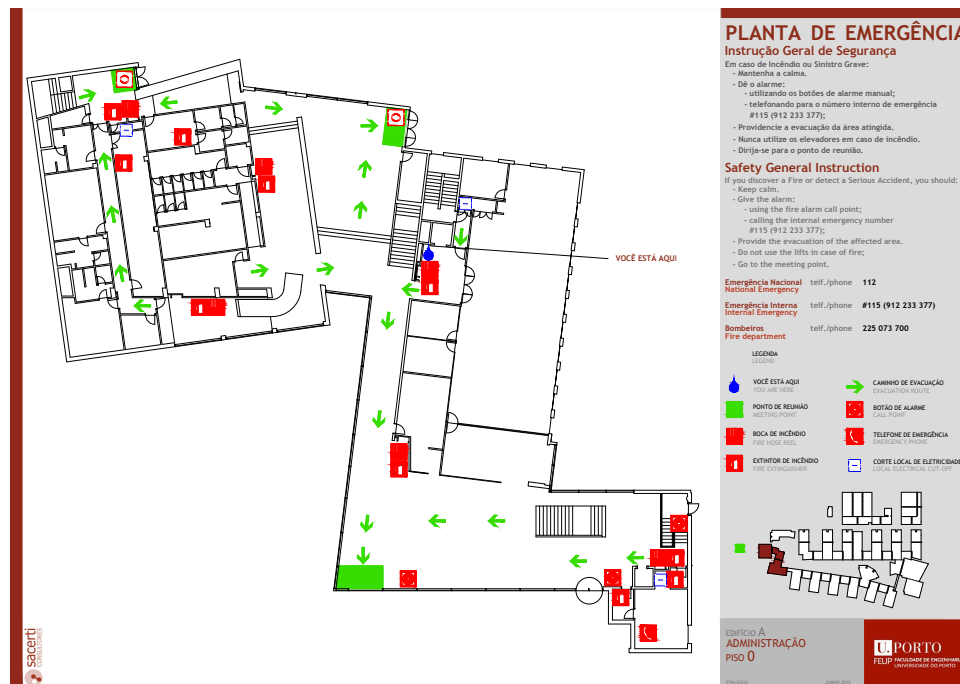 PLANTA DE EMERGÊNCIA
Instrução Geral de Segurança
Em caso de Incêndio ou Sinistro Grave:
- Mantenha a calma.
- Dê o alarme:
- utilizando os botões de alarme manual;
- telefonando para o número interno de emergência
#115 (912 233 377);
- Providencie a evacuação da área atingida.
- Nunca utilize os elevadores em caso de incêndio.
- Dirija-se para o ponto de reunião.
Safety General Instruction
If you discover a Fire or detect a Serious Accident, you should:
- Keep calm.
- Give the alarm:
- using the fire alarm call point;
- calling the internal emergency number
#115 (912 233 377);
- Provide the evacuation of the affected area.
- Do not use the lifts in case of fire;
- Go to the meeting point.
Emergência Nacional telf./phone 112
National Emergency
Emergência Interna telf./phone #115 (912 233 377)
Internal Emergency
Bombeiros telf./phone 225 073 700
Fire department
LEGENDA
LEGEND
VOCÊ ESTÁ AQUI
YOU ARE HERE
CAMINHO DE EVACUAÇÃO
EVACUATION ROUTE
PONTO DE REUNIÃO
MEETING POINT
BOTÃO DE ALARME
CALL POINT
BOCA DE INCÊNDIO
FIRE HOSE REEL
TELEFONE DE EMERGÊNCIA
EMERGENCY PHONE
EXTINTOR DE INCÊNDIO
FIRE EXTINGUISHER
CORTE LOCAL DE ELETRICIDADE
LOCAL ELECTRICAL CUT-OFF
VOCÊ ESTÁ AQUI
EDIFÍCIO A
ADMINISTRAÇÃO
PISO 0
U. PORTO
FEUP FACULDADE DE ENGENHARIA
UNIVERSIDADE DO PORTO
sacerti
CONSULTORES